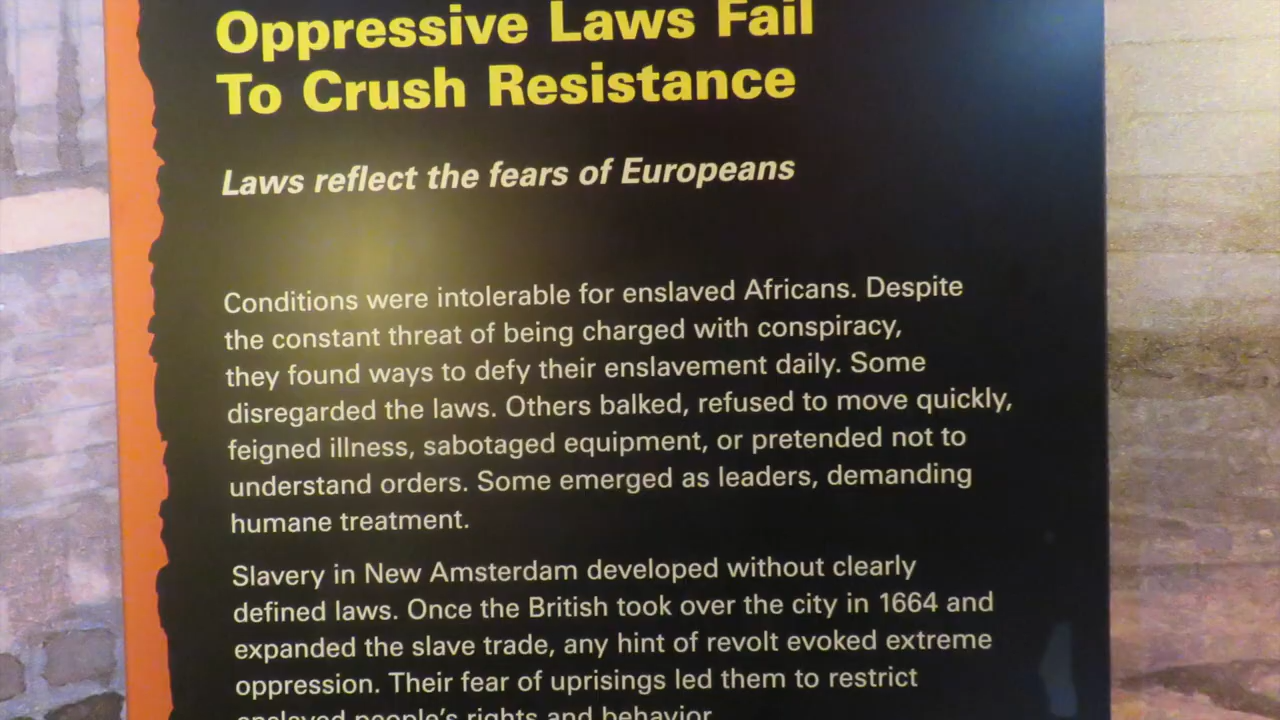 Oppressive Laws Fail
To Crush Resistance
Laws reflect the fears of Europeans
Conditions were intolerable for enslaved Africans. Despite
the constant threat of being charged with conspiracy,
they found ways to defy their enslavement daily. Some
disregarded the laws. Others balked, refused to move quickly,
feigned illness, sabotaged equipment, or pretended not to
understand orders. Some emerged as leaders, demanding
humane treatment.
Slavery in New Amsterdam developed without clearly
defined laws. Once the British took over the city in 1664 and
expanded the slave trade, any hint of revolt evoked extreme
oppression. Their fear of uprisings led them to restrict
enslaved people's rights and behavior